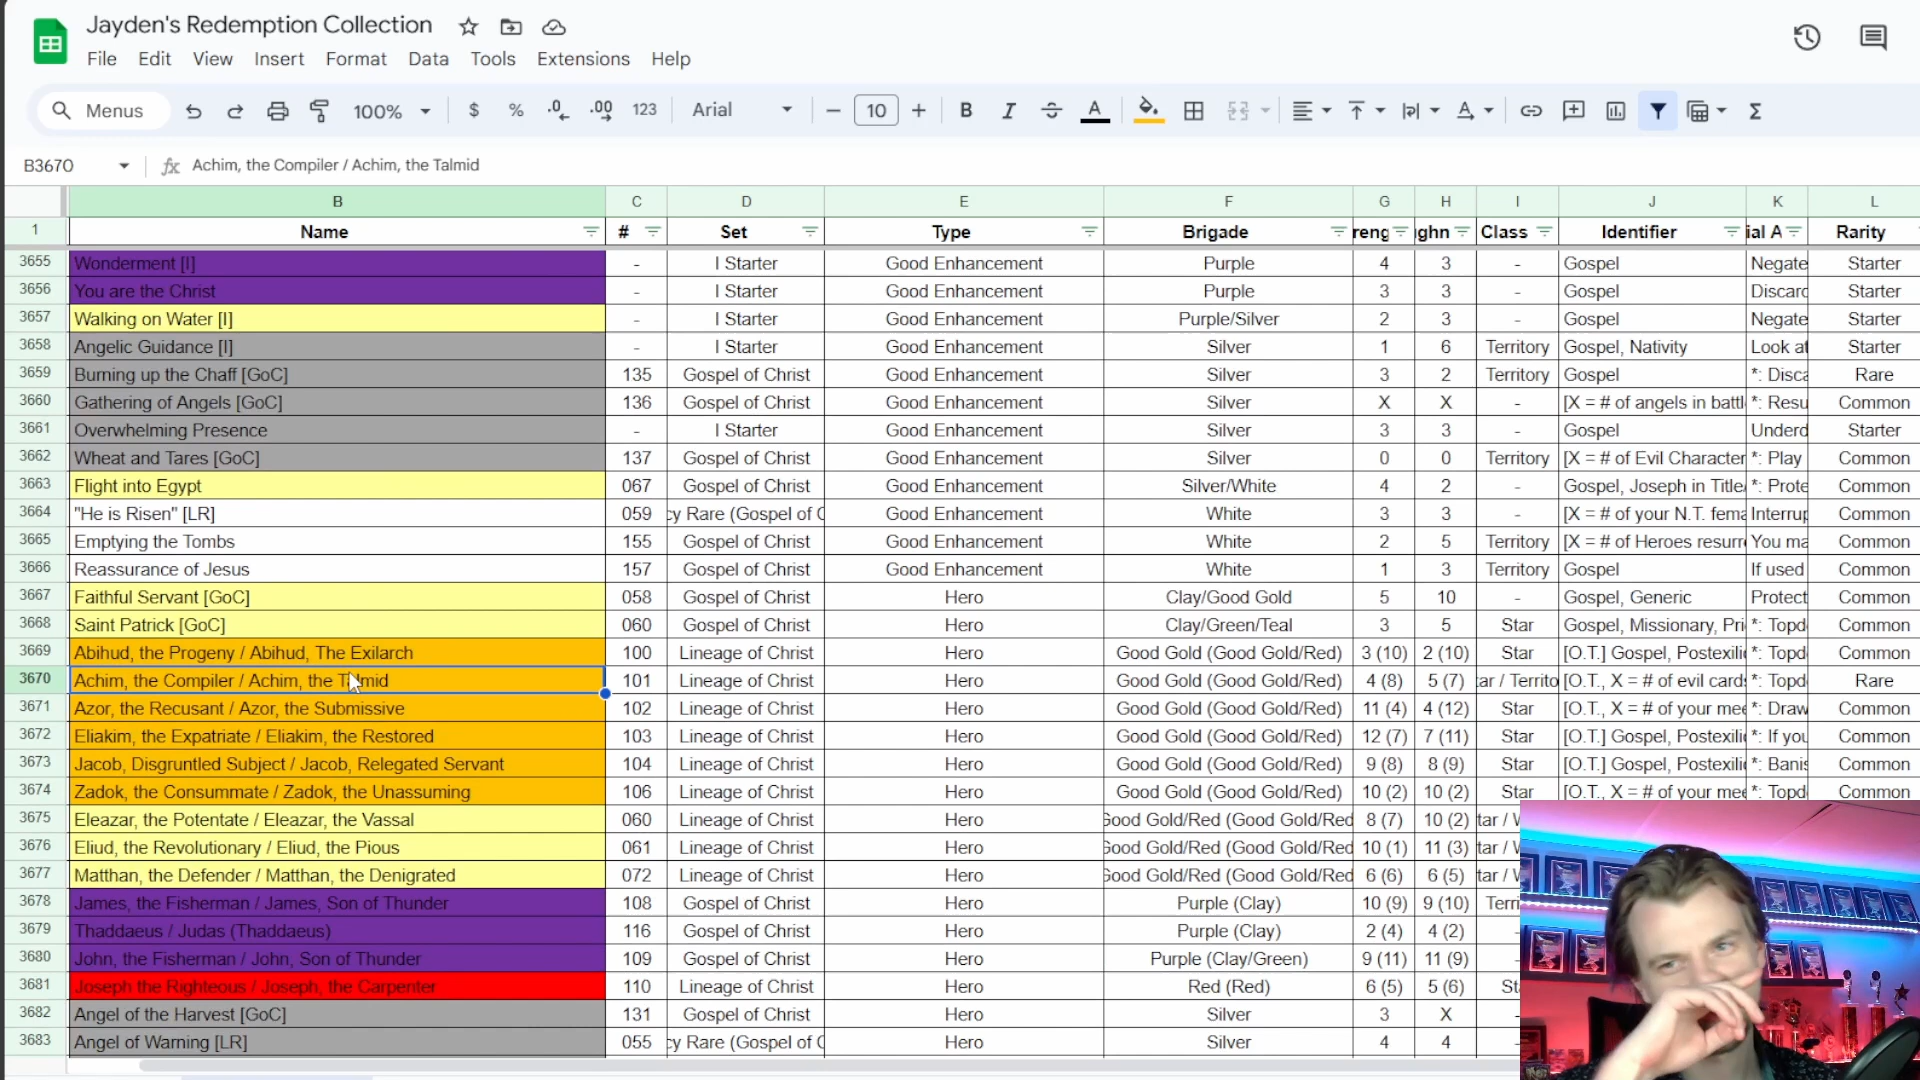 Jayden's Redemption Collection
File Edit View Insert Format Data Tools Extensions Help
Menus 100% $ % .0 .00 123 Arial 10 B I A
B3670 fx Achim, the Compiler / Achim, the Talmid
B C D E F G H I J K L
1 Name # Set Type Brigade reng ghn Class Identifier ial A Rarity
3655 Wonderment [I] - I Starter Good Enhancement Purple 4 3 - Gospel Negate Starter
3656 You are the Christ - I Starter Good Enhancement Purple 3 3 - Gospel Discard Starter
3657 Walking on Water [I] - I Starter Good Enhancement Purple/Silver 2 3 - Gospel Negate Starter
3658 Angelic Guidance [I] - I Starter Good Enhancement Silver 1 6 Territory Gospel, Nativity Look at Starter
3659 Burning up the Chaff [GoC] 135 Gospel of Christ Good Enhancement Silver 3 2 Territory Gospel *: Disca Rare
3660 Gathering of Angels [GoC] 136 Gospel of Christ Good Enhancement Silver X X - [X = # of angels in battl *: Resu Common
3661 Overwhelming Presence - I Starter Good Enhancement Silver 3 3 - Gospel Underd Starter
3662 Wheat and Tares [GoC] 137 Gospel of Christ Good Enhancement Silver 0 0 Territory [X = # of Evil Character *: Play Common
3663 Flight into Egypt 067 Gospel of Christ Good Enhancement Silver/White 4 2 - Gospel, Joseph in Title/ *: Prote Common
3664 "He is Risen" [LR] 059 cy Rare (Gospel of C Good Enhancement White 3 3 - [X = # of your N.T. fema Interrup Common
3665 Emptying the Tombs 155 Gospel of Christ Good Enhancement White 2 5 Territory [X = # of Heroes resurr You ma Common
3666 Reassurance of Jesus 157 Gospel of Christ Good Enhancement White 1 3 Territory Gospel If used Common
3667 Faithful Servant [GoC] 058 Gospel of Christ Hero Clay/Good Gold 5 10 - Gospel, Generic Protect Common
3668 Saint Patrick [GoC] 060 Gospel of Christ Hero Clay/Green/Teal 3 5 Star Gospel, Missionary, Pri *: Topd Common
3669 Abihud, the Progeny / Abihud, The Exilarch 100 Lineage of Christ Hero Good Gold (Good Gold/Red) 3 (10) 2 (10) Star [O.T.] Gospel, Postexilic *: Topd Common
3670 Achim, the Compiler / Achim, the Talmid 101 Lineage of Christ Hero Good Gold (Good Gold/Red) 4 (8) 5 (7) tar / Territo [O.T., X = # of evil cards *: Topd Rare
3671 Azor, the Recusant / Azor, the Submissive 102 Lineage of Christ Hero Good Gold (Good Gold/Red) 11 (4) 4 (12) Star [O.T., X = # of your mee *: Draw Common
3672 Eliakim, the Expatriate / Eliakim, the Restored 103 Lineage of Christ Hero Good Gold (Good Gold/Red) 12 (7) 7 (11) Star [O.T.] Gospel, Postexilic *: If you Common
3673 Jacob, Disgruntled Subject / Jacob, Relegated Servant 104 Lineage of Christ Hero Good Gold (Good Gold/Red) 9 (8) 8 (9) Star [O.T.] Gospel, Postexilic *: Banis Common
3674 Zadok, the Consummate / Zadok, the Unassuming 106 Lineage of Christ Hero Good Gold (Good Gold/Red) 10 (2) 10 (2) Star [O.T., X = # of your mee *: Topd Common
3675 Eleazar, the Potentate / Eleazar, the Vassal 060 Lineage of Christ Hero Good Gold/Red (Good Gold/Red 8 (7) 10 (2) tar / W
3676 Eliud, the Revolutionary / Eliud, the Pious 061 Lineage of Christ Hero Good Gold/Red (Good Gold/Red 10 (1) 11 (3) tar / W
3677 Matthan, the Defender / Matthan, the Denigrated 072 Lineage of Christ Hero Good Gold/Red (Good Gold/Red 6 (6) 6 (5) tar / W
3678 James, the Fisherman / James, Son of Thunder 108 Gospel of Christ Hero Purple (Clay) 10 (9) 9 (10) Terri
3679 Thaddaeus / Judas (Thaddaeus) 116 Gospel of Christ Hero Purple (Clay) 2 (4) 4 (2) -
3680 John, the Fisherman / John, Son of Thunder 109 Gospel of Christ Hero Purple (Clay/Green) 9 (11) 11 (9) -
3681 Joseph the Righteous / Joseph, the Carpenter 110 Lineage of Christ Hero Red (Red) 6 (5) 5 (6) St
3682 Angel of the Harvest [GoC] 131 Gospel of Christ Hero Silver 3 X
3683 Angel of Warning [LR] 055 cy Rare (Gospel of C Hero Silver 4 4